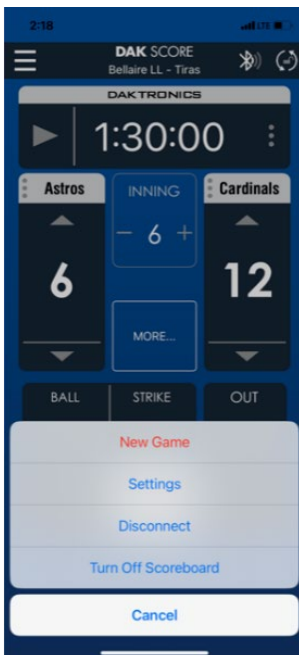 2:18 LTE
DAK SCORE
Bellaire LL - Tiras
DAKTRONICS
1:30:00
Astros INNING Cardinals
− 6 +
6 12
MORE...
BALL STRIKE OUT
New Game
Settings
Disconnect
Turn Off Scoreboard
Cancel